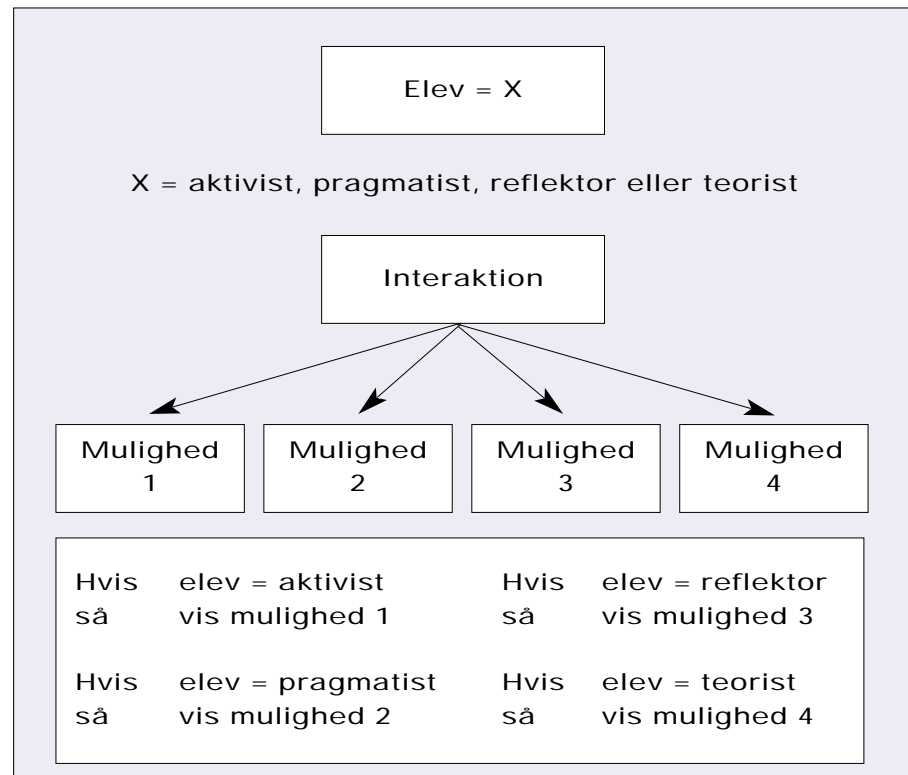 Elev = X
X = aktivist, pragmatist, reflektor eller teorist
Interaktion
Mulighed
1
Mulighed
2
Mulighed
3
Mulighed
4
Hvis elev = aktivist
så vis mulighed 1
Hvis elev = reflektor
så vis mulighed 3
Hvis elev = pragmatist
så vis mulighed 2
Hvis elev = teorist
så vis mulighed 4